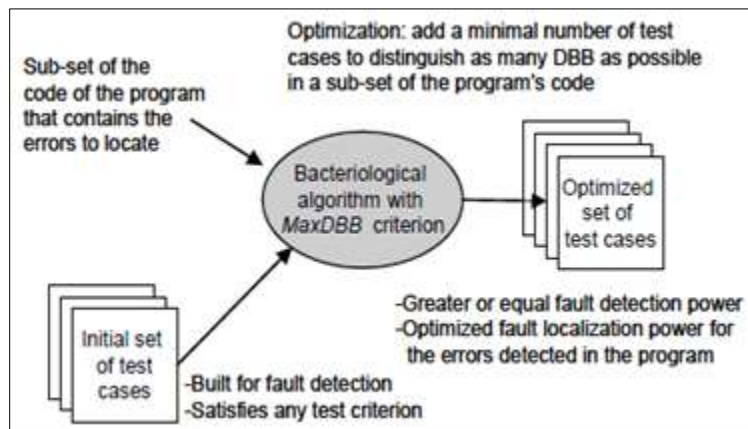 Optimization: add a minimal number of test
cases to distinguish as many DBB as possible
in a sub-set of the program's code
Sub-set of the
code of the program
that contains the
errors to locate
Bacteriological
algorithm with
MaxDBB criterion
Optimized
set of
test cases
-Greater or equal fault detection power
-Optimized fault localization power for
the errors detected in the program
Initial set
of test
cases
-Built for fault detection
-Satisfies any test criterion